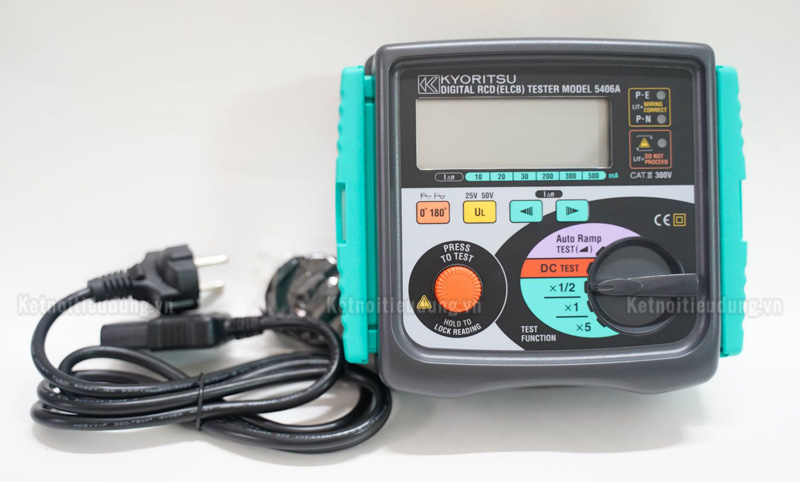 KYORITSU
DIGITAL RCD(ELCB) TESTER MODEL 5406A
P-E
LIT= WIRING CORRECT
P-N
LIT= DO NOT PROCEED
CAT.III 300V
I△n 10 20 30 200 300 500 mA
25V 50V
I△n
0° 180°
UL
CE
PRESS TO TEST
HOLD TO LOCK READING
Auto Ramp
TEST(◢)
DC TEST
×1/2
×1
×5
TEST
FUNCTION
Ketnoitieudung.vn
Ketnoitieudung.vn
Ketnoitieudung.vn